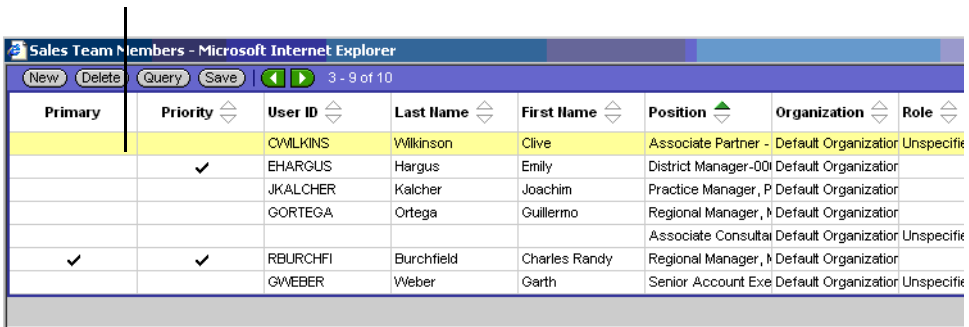 Sales Team Members - Microsoft Internet Explorer
New Delete Query Save 3 - 9 of 10
Primary Priority User ID Last Name First Name Position Organization Role
CWILKINS Wilkinson Clive Associate Partner - Default Organization Unspecifie
EHARGUS Hargus Emily District Manager-00 Default Organization
JKALCHER Kalcher Joachim Practice Manager, P Default Organization
GORTEGA Ortega Guillermo Regional Manager, Default Organization
Associate Consulta Default Organization Unspecifie
RBURCHFI Burchfield Charles Randy Regional Manager, Default Organization
GWEBER Weber Garth Senior Account Exe Default Organization Unspecifie